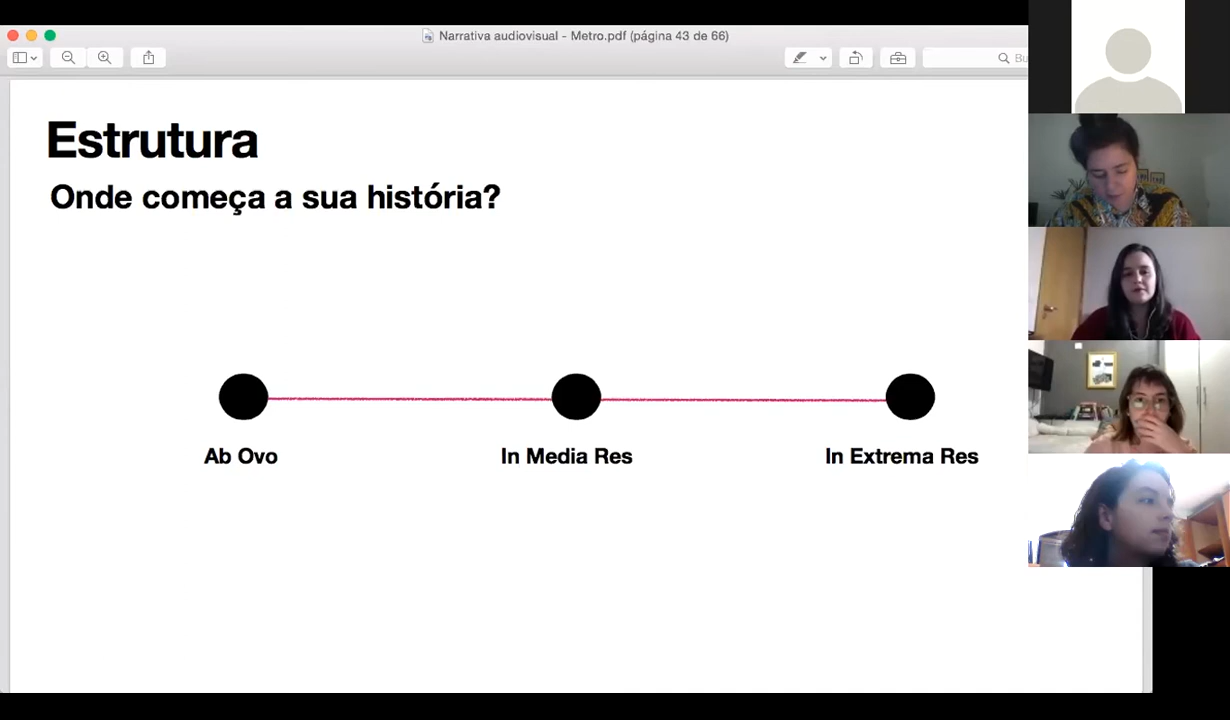 Narrativa audiovisual - Metro.pdf (página 43 de 66)
Estrutura
Onde começa a sua história?
Ab Ovo
In Media Res
In Extrema Res